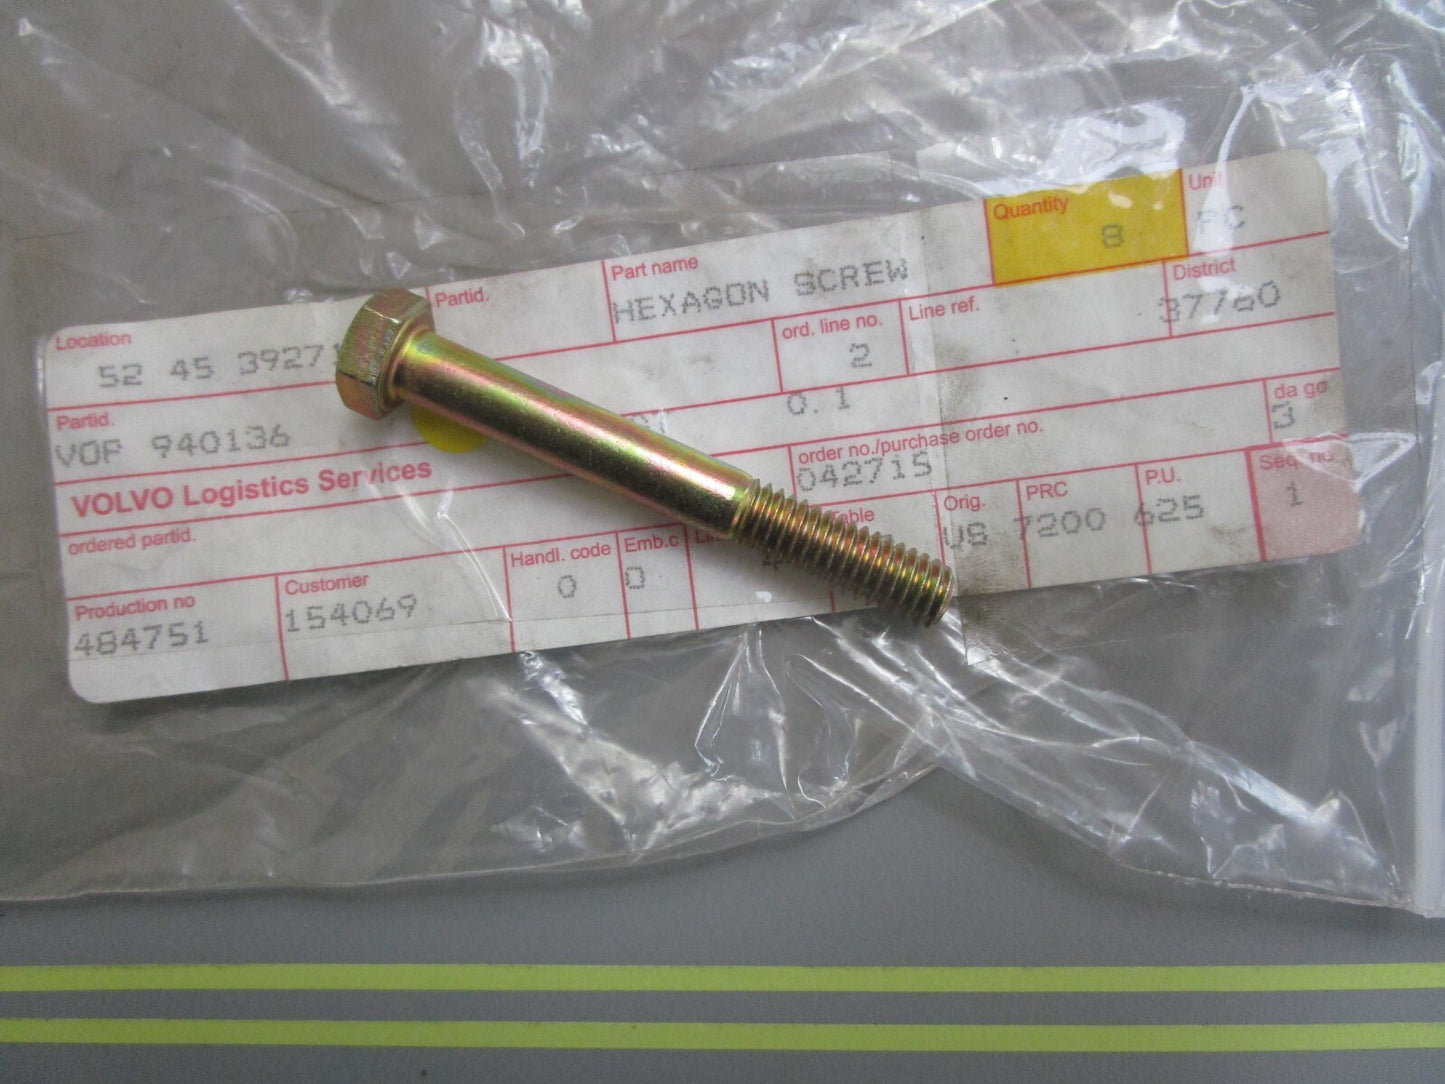 Quantity
8
Unit
PC
Part name
HEXAGON SCREW
Partid.
Location
52 45 3927
District
37760
ord. line no.
2
Line ref.
Partid.
VOP 940136
0.1
da go
3
order no./purchase order no.
042715
VOLVO Logistics Services
ordered partid.
Orig.
US
PRC
7200
P.U.
625
Seq. no
1
Handl. code
0
Emb.c
0
Production no
484751
Customer
154069